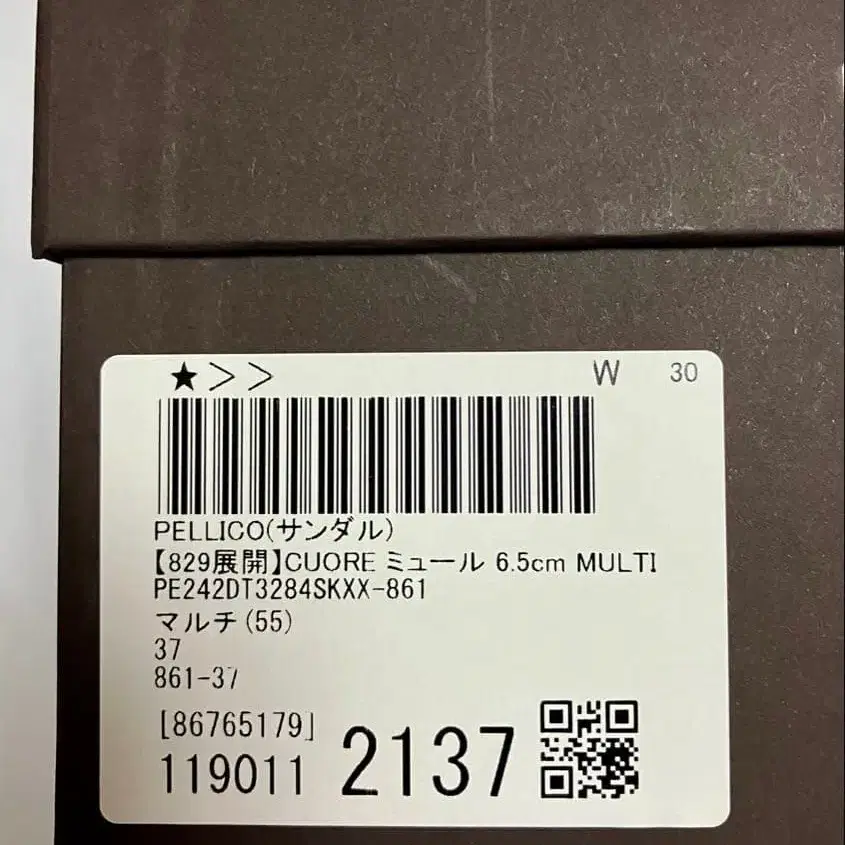 ★＞＞ W 30
PELLICO(サンダル)
【829展開】CUORE ミュール 6.5cm MULTI
PE242DT3284SKXX-861
マルチ(55)
37
861-37
[86765179]
119011 2137